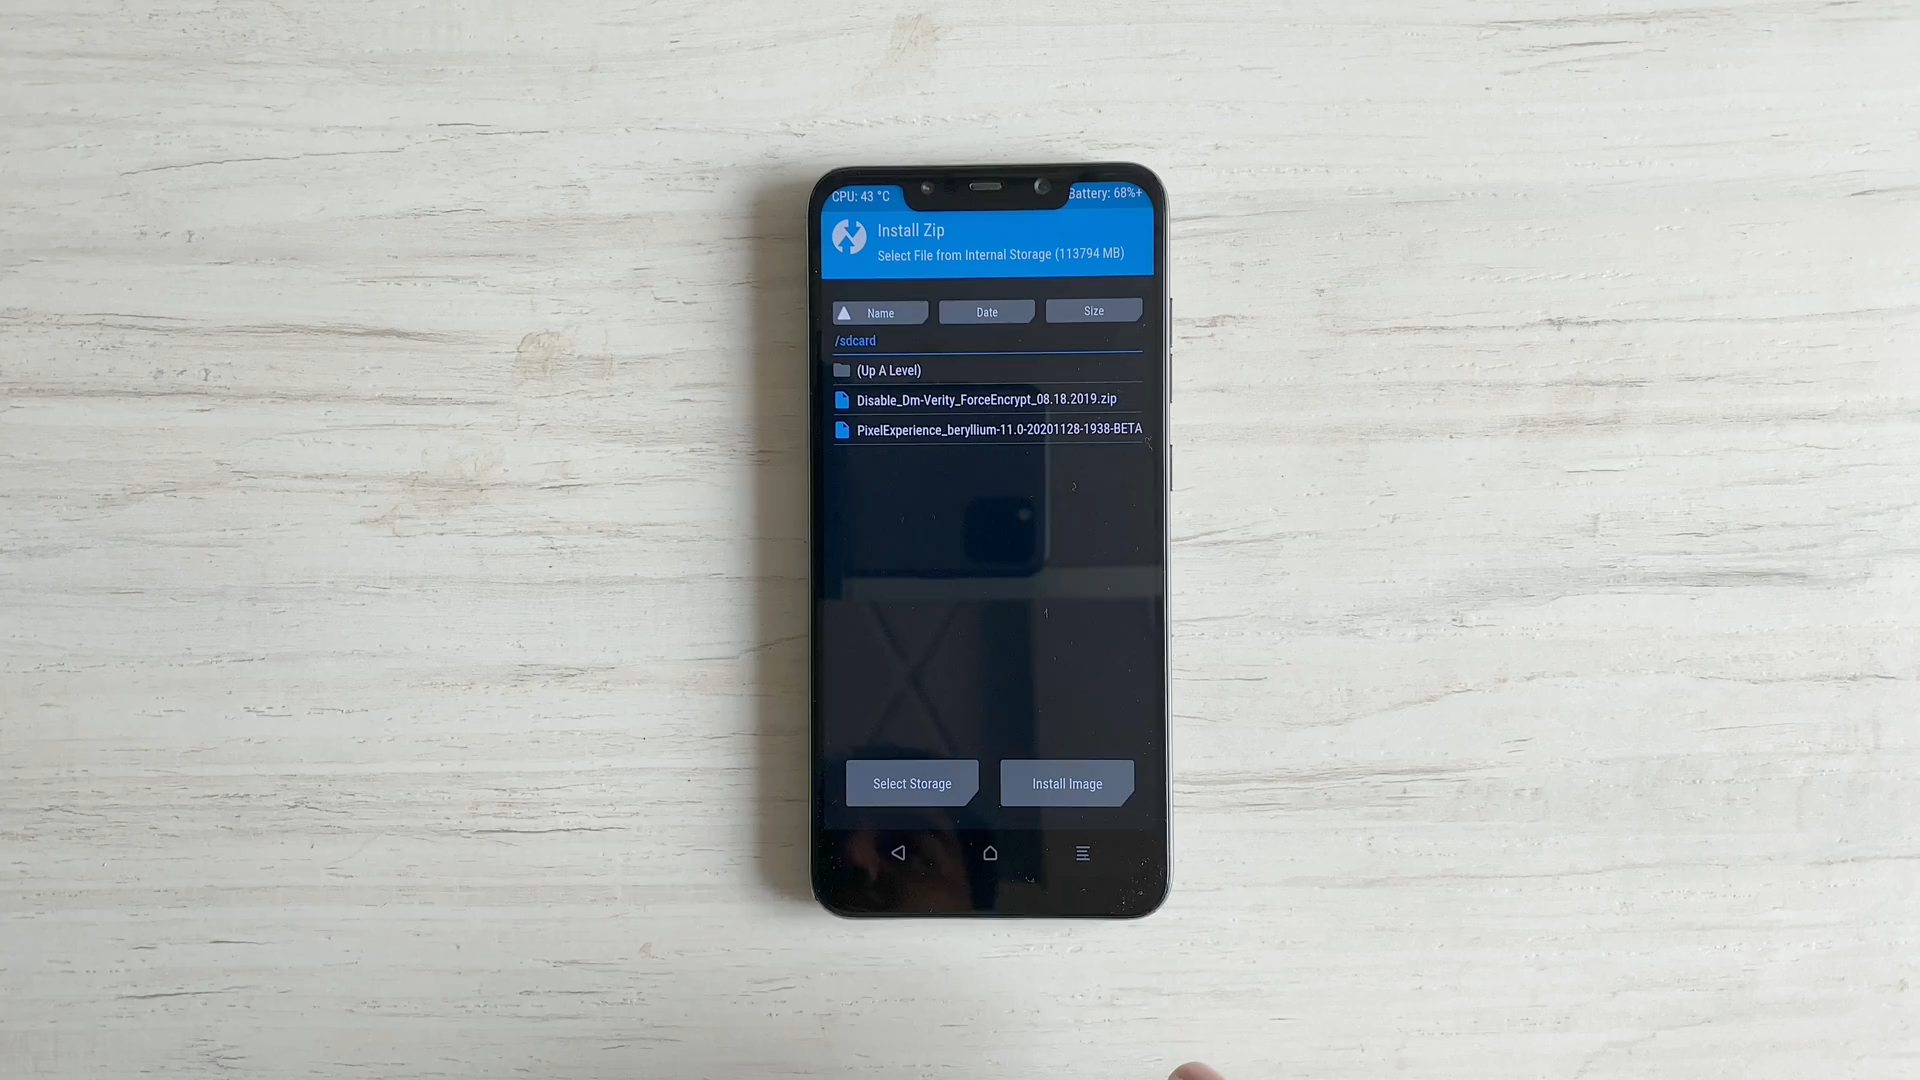 CPU: 43 °C
Battery: 68%+
Install Zip
Select File from Internal Storage (113794 MB)
Name
Date
Size
/sdcard
(Up A Level)
Disable_Dm-Verity_ForceEncrypt_08.18.2019.zip
PixelExperience_beryllium-11.0-20201128-1938-BETA
Select Storage
Install Image